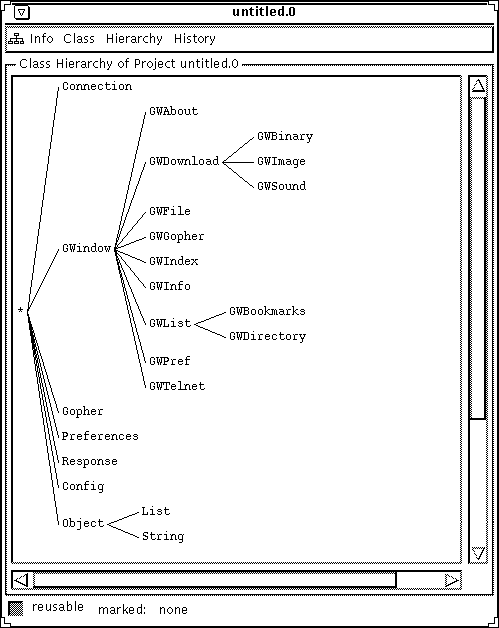 untitled.0
Info Class Hierarchy History
Class Hierarchy of Project untitled.0
Connection
GWAbout
GWBinary
GWDownload GWImage
GWSound
GWFile
GWGopher
GWindow
GWIndex
GWInfo
GWBookmarks
* GWList
GWDirectory
GWPref
GWTelnet
Gopher
Preferences
Response
Config
List
Object
String
reusable marked: none